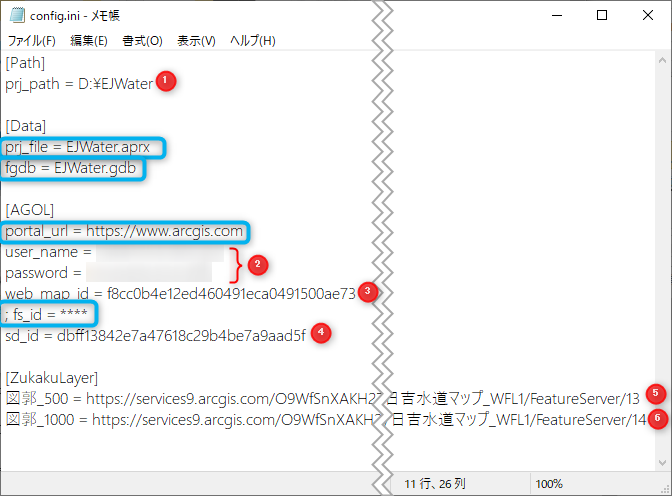 config.ini - メモ帳
ファイル(F) 編集(E) 書式(O) 表示(V) ヘルプ(H)
[Path]
prj_path = D:¥EJWater 1
[Data]
prj_file = EJWater.aprx
fgdb = EJWater.gdb
[AGOL]
portal_url = https://www.arcgis.com
user_name =
password =
2
web_map_id = f8cc0b4e12ed460491eca0491500ae73 3
; fs_id = ****
sd_id = dbff13842e7a47618c29b4be7a9aad5f 4
[ZukakuLayer]
図郭_500 = https://services9.arcgis.com/O9WfSnXAKH2 日吉水道マップ_WFL1/FeatureServer/13 5
図郭_1000 = https://services9.arcgis.com/O9WfSnXAKH2 日吉水道マップ_WFL1/FeatureServer/14 6
11 行、26 列 100%